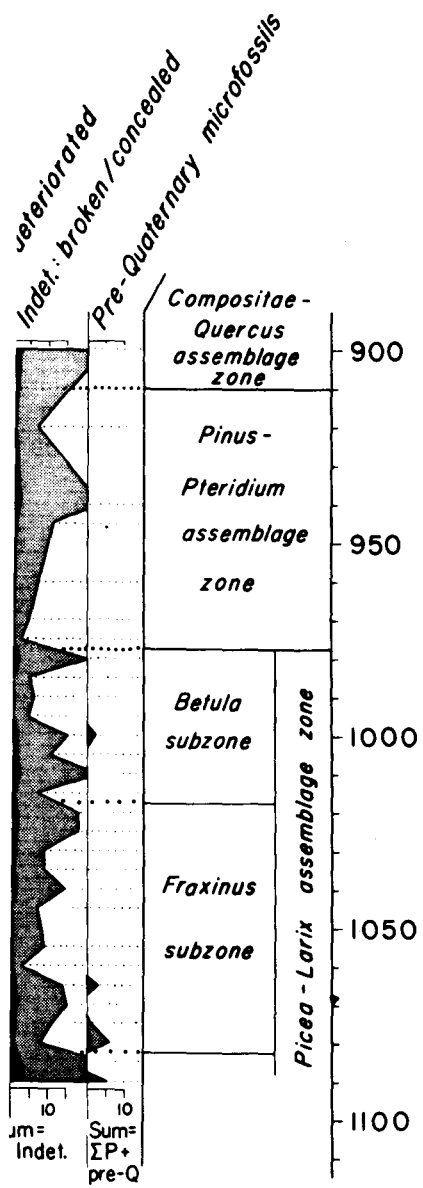 Indet.: broken/concealed
Pre-Quaternary microfossils
Compositae-
Quercus
assemblage
zone
Pinus-
Pteridium
assemblage
zone
Betula
subzone
Fraxinus
subzone
Picea-Larix assemblage zone
900
950
1000
1050
1100
10
10
Indet.
Sum=
ΣP+
pre-Q